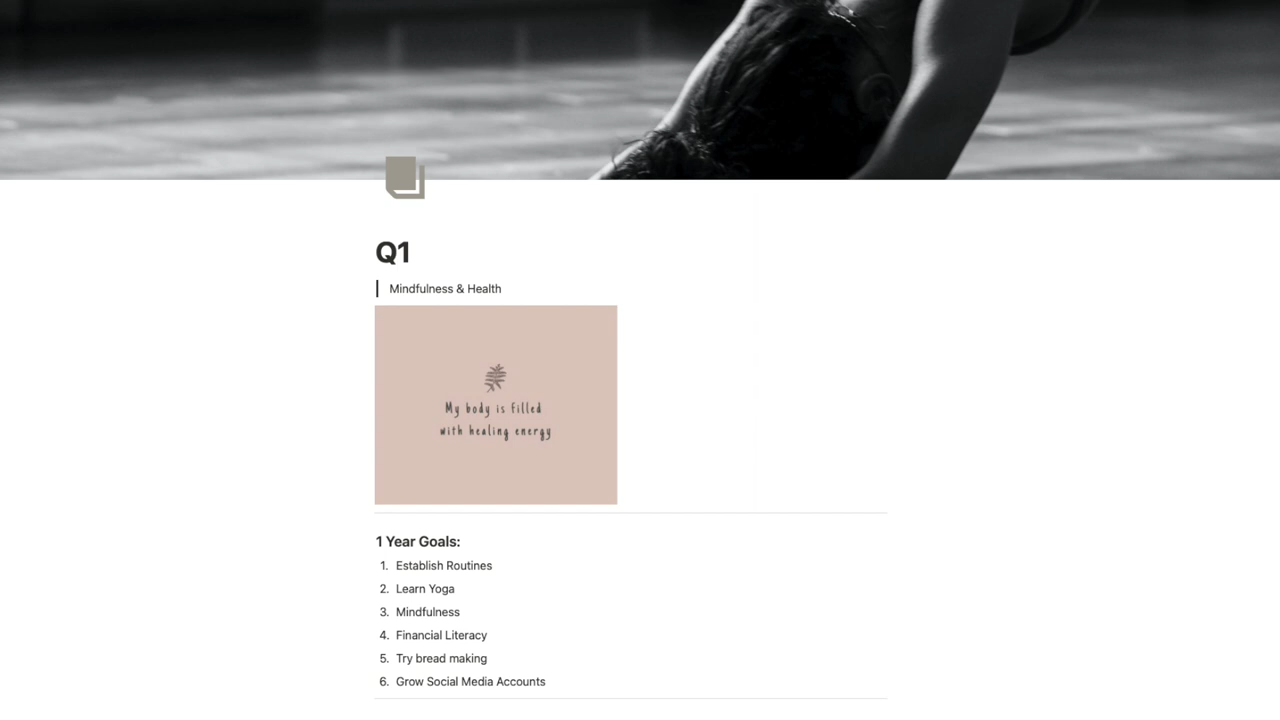 Q1
Mindfulness & Health
My body is filled
with healing energy
1 Year Goals:
1. Establish Routines
2. Learn Yoga
3. Mindfulness
4. Financial Literacy
5. Try bread making
6. Grow Social Media Accounts